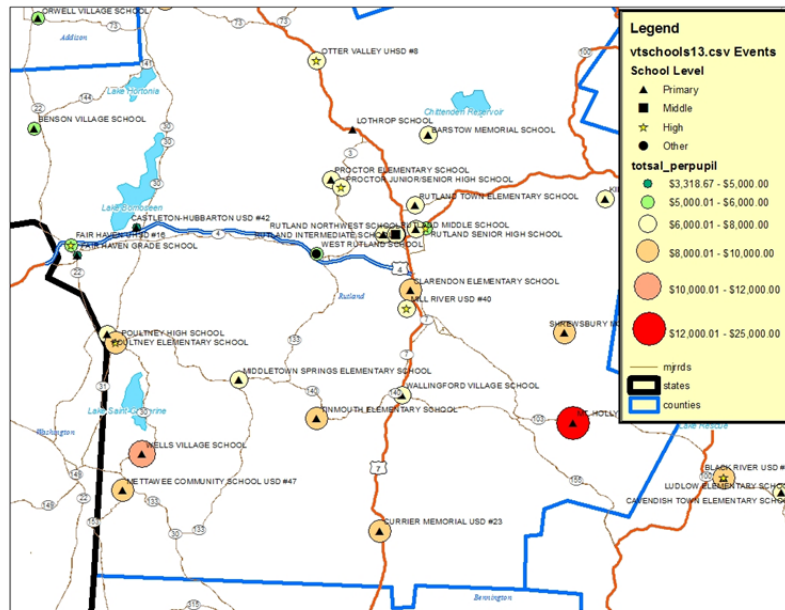 ORWELL VILLAGE SCHOOL
Addison
OTTER VALLEY UHSD #8
Lake Hortonia
Chittenden Reservoir
BENSON VILLAGE SCHOOL
LOTHROP SCHOOL
BARSTOW MEMORIAL SCHOOL
PROCTOR ELEMENTARY SCHOOL
PROCTOR JUNIOR/SENIOR HIGH SCHOOL
RUTLAND TOWN ELEMENTARY SCHOOL
Lake Bomoseen
CASTLETON-HUBBARTON USD #42
RUTLAND NORTHWEST SCHOOL
RUTLAND MIDDLE SCHOOL
FAIR HAVEN UHSD #16
RUTLAND INTERMEDIATE SCHOOL
RUTLAND SENIOR HIGH SCHOOL
FAIR HAVEN GRADE SCHOOL
WEST RUTLAND SCHOOL
CLARENDON ELEMENTARY SCHOOL
Rutland
MILL RIVER USD #40
POULTNEY HIGH SCHOOL
POULTNEY ELEMENTARY SCHOOL
SHREWSBURY
MIDDLETOWN SPRINGS ELEMENTARY SCHOOL
WALLINGFORD VILLAGE SCHOOL
Lake Saint Catherine
TINMOUTH ELEMENTARY SCHOOL
MT HOLLY
Washington
Lake Rescue
WELLS VILLAGE SCHOOL
BLACK RIVER USD
METTAWEE COMMUNITY SCHOOL USD #47
LUDLOW ELEMENTARY SCHOO
CAVENDISH TOWN ELEMENTARY SCHOO
CURRIER MEMORIAL USD #23
Bennington
Legend
vtschools13.csv Events
School Level
Primary
Middle
High
Other
totsal_perpupil
$3,318.67 - $5,000.00
$5,000.01 - $6,000.00
$6,000.01 - $8,000.00
$8,000.01 - $10,000.00
$10,000.01 - $12,000.00
$12,000.01 - $25,000.00
mjrrds
states
counties